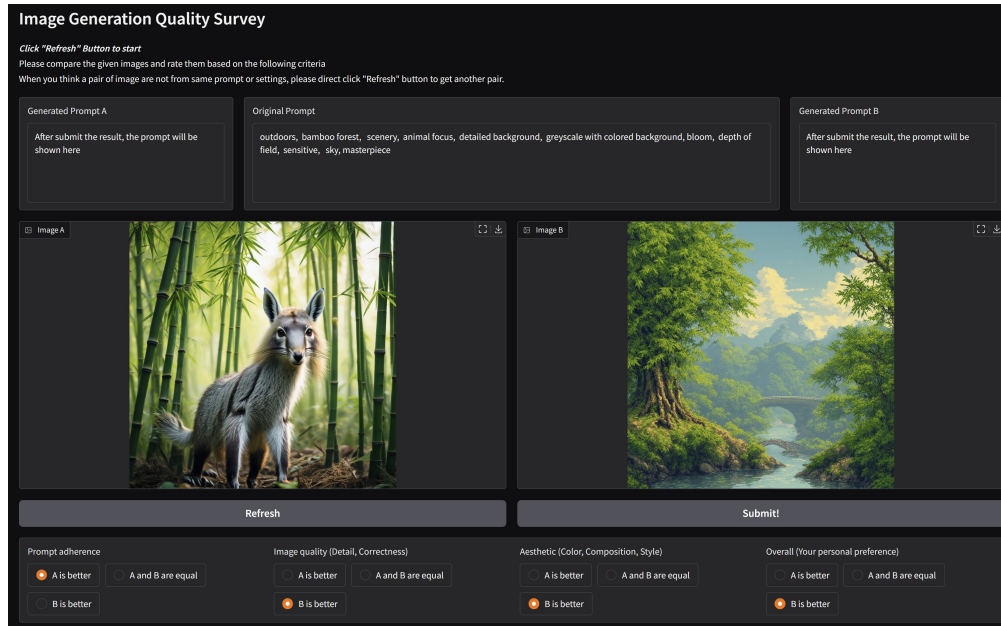 Image Generation Quality Survey
Click "Refresh" Button to start
Please compare the given images and rate them based on the following criteria
When you think a pair of image are not from same prompt or settings, please direct click "Refresh" button to get another pair.
Generated Prompt A
After submit the result, the prompt will be
shown here
Original Prompt
outdoors, bamboo forest, scenery, animal focus, detailed background, greyscale with colored background, bloom, depth of
field, sensitive, sky, masterpiece
Generated Prompt B
After submit the result, the prompt will be
shown here
Image A
Image B
Refresh
Submit!
Prompt adherence
A is better
A and B are equal
B is better
Image quality (Detail, Correctness)
A is better
A and B are equal
B is better
Aesthetic (Color, Composition, Style)
A is better
A and B are equal
B is better
Overall (Your personal preference)
A is better
A and B are equal
B is better